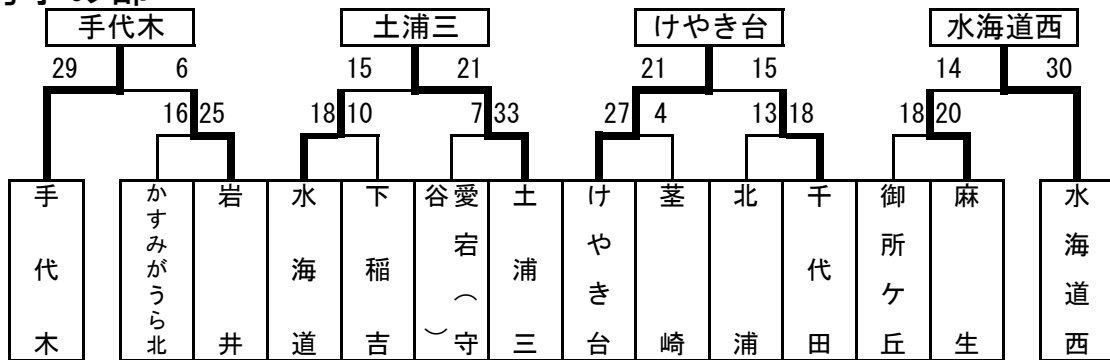 手代木 土浦三 けやき台 水海道西
29 6 15 21 21 15 14 30
16 25 18 10 7 33 27 4 13 18 18 20
手代木
かすみがうら北
岩井
水海道
下稲吉
愛宕（守谷）
土浦三
けやき台
茎崎
北浦
千代田
御所ケ丘
麻生
水海道西